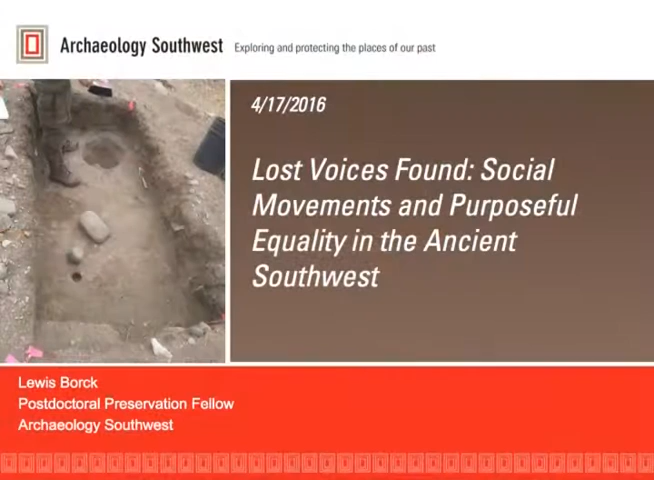 Archaeology Southwest Exploring and protecting the places of our past
4/17/2016
Lost Voices Found: Social
Movements and Purposeful
Equality in the Ancient
Southwest
Lewis Borck
Postdoctoral Preservation Fellow
Archaeology Southwest